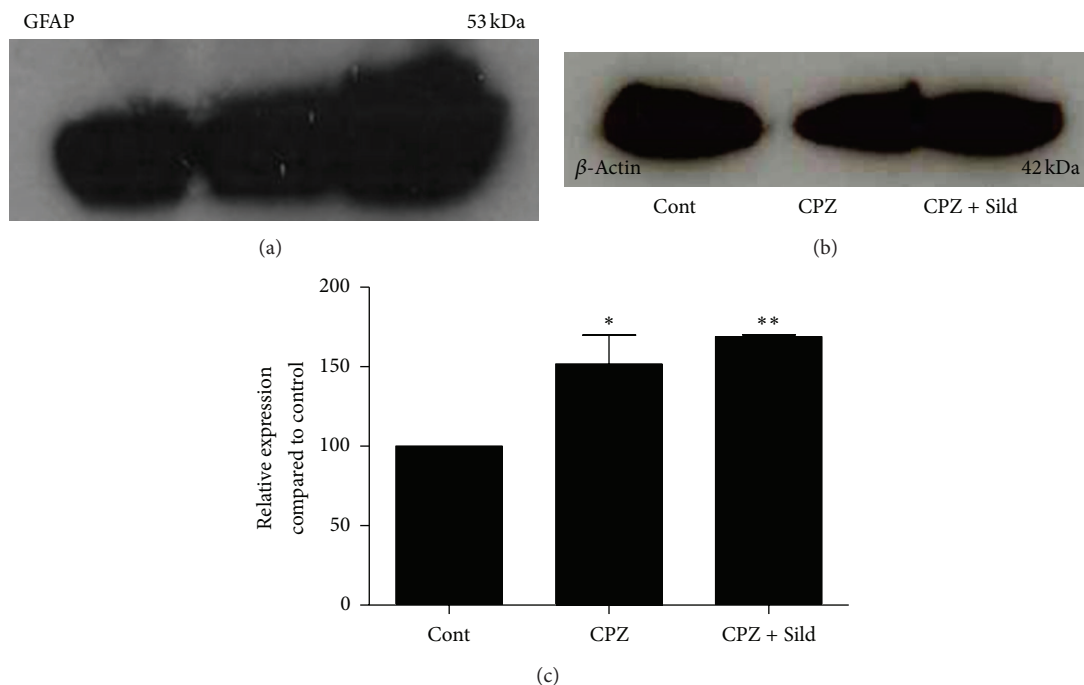 GFAP 53 kDa
(a)
β-Actin 42 kDa
Cont CPZ CPZ + Sild
(b)
200
150
100
50
0
Relative expression
compared to control
* **
Cont CPZ CPZ + Sild
(c)